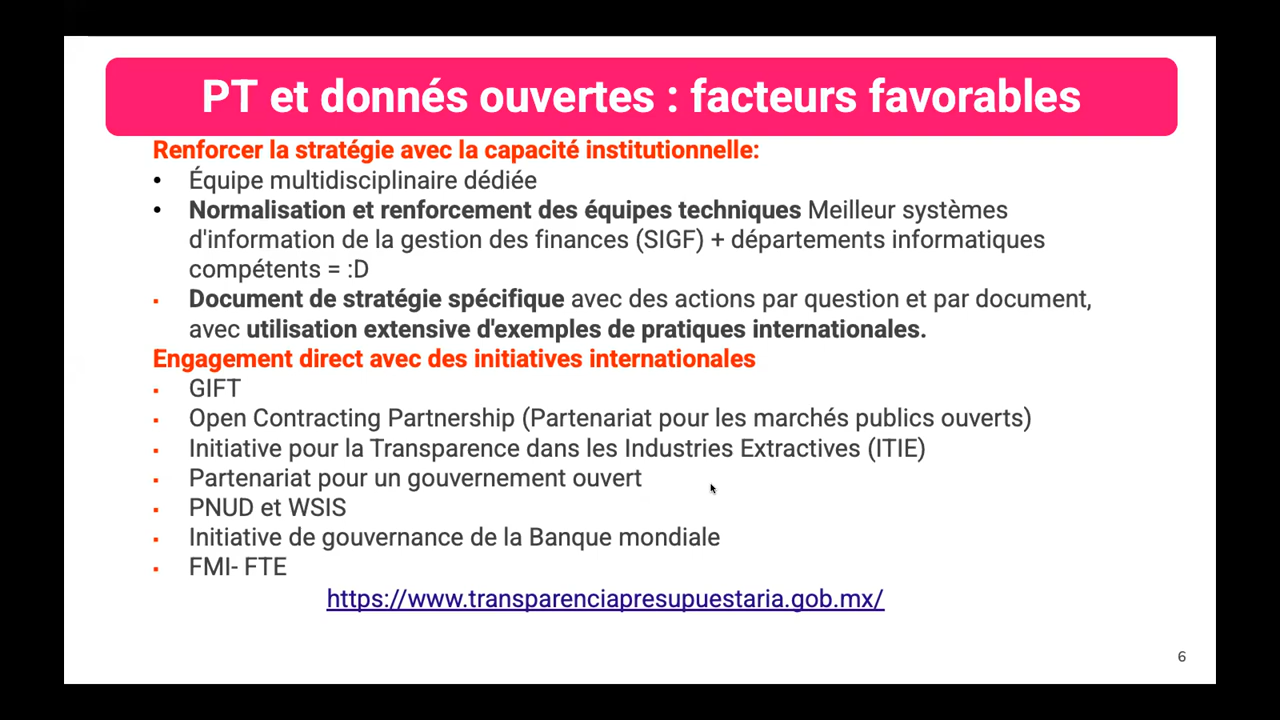 PT et donnés ouvertes : facteurs favorables
Renforcer la stratégie avec la capacité institutionnelle:
• Équipe multidisciplinaire dédiée
• Normalisation et renforcement des équipes techniques Meilleur systèmes
d'information de la gestion des finances (SIGF) + départements informatiques
compétents = :D
▪ Document de stratégie spécifique avec des actions par question et par document,
avec utilisation extensive d'exemples de pratiques internationales.
Engagement direct avec des initiatives internationales
▪ GIFT
▪ Open Contracting Partnership (Partenariat pour les marchés publics ouverts)
▪ Initiative pour la Transparence dans les Industries Extractives (ITIE)
▪ Partenariat pour un gouvernement ouvert
▪ PNUD et WSIS
▪ Initiative de gouvernance de la Banque mondiale
▪ FMI- FTE
https://www.transparenciapresupuestaria.gob.mx/
6